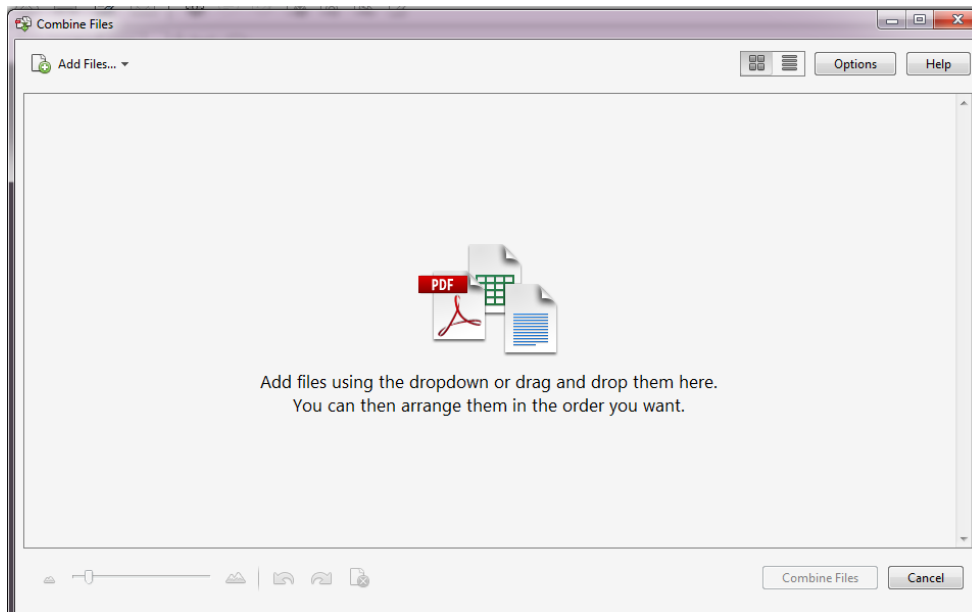 Combine Files
Add Files...
Options
Help
PDF
Add files using the dropdown or drag and drop them here.
You can then arrange them in the order you want.
Combine Files
Cancel